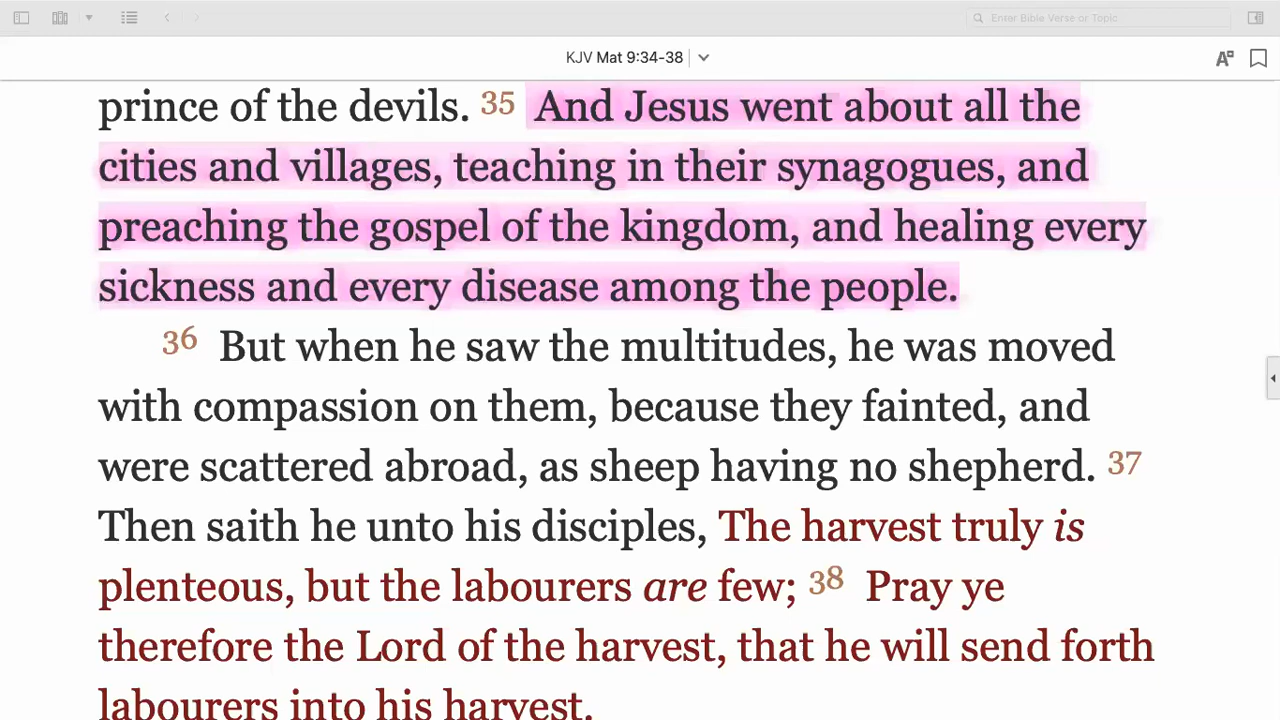 Enter Bible Verse or Topic
KJV Mat 9:34-38
prince of the devils. 35 And Jesus went about all the
cities and villages, teaching in their synagogues, and
preaching the gospel of the kingdom, and healing every
sickness and every disease among the people.
36 But when he saw the multitudes, he was moved
with compassion on them, because they fainted, and
were scattered abroad, as sheep having no shepherd. 37
Then saith he unto his disciples, The harvest truly is
plenteous, but the labourers are few; 38 Pray ye
therefore the Lord of the harvest, that he will send forth
labourers into his harvest.